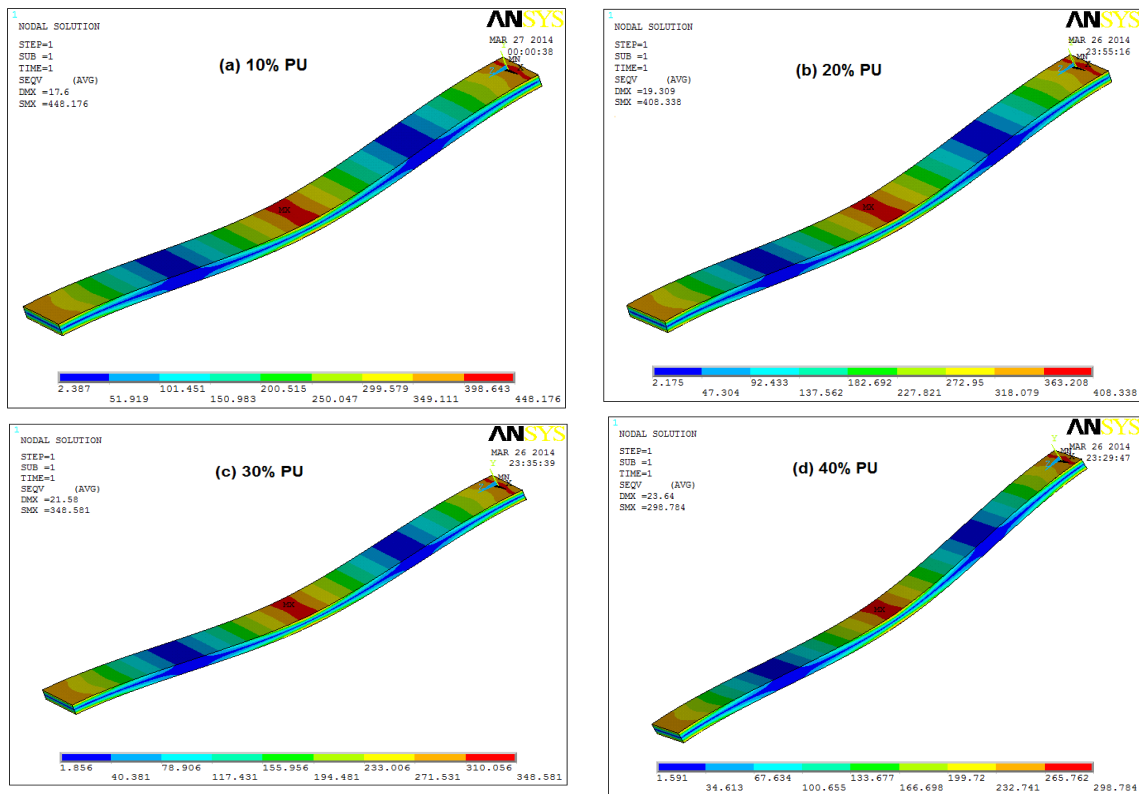 1
ANSYS
NODAL SOLUTION
MAR 27 2014
00:00:38
STEP=1
SUB =1
TIME=1
SEQV (AVG)
DMX=17.6
SMX=448.176
(a) 10% PU
Y
MN
X
Z
MX
2.387 101.451 200.515 299.579 398.643
51.919 150.983 250.047 349.111 448.176
1
ANSYS
NODAL SOLUTION
MAR 26 2014
23:55:16
STEP=1
SUB =1
TIME=1
SEQV (AVG)
DMX=19.309
SMX=408.338
(b) 20% PU
Y
MN
X
Z
MX
2.175 92.433 182.692 272.95 363.208
47.304 137.562 227.821 318.079 408.338
1
ANSYS
NODAL SOLUTION
MAR 26 2014
23:35:39
STEP=1
SUB =1
TIME=1
SEQV (AVG)
DMX=21.58
SMX=348.581
(c) 30% PU
Y
MN
X
Z
MX
1.856 78.906 155.956 233.006 310.056
40.381 117.431 194.481 271.531 348.581
1
ANSYS
NODAL SOLUTION
MAR 26 2014
23:29:47
STEP=1
SUB =1
TIME=1
SEQV (AVG)
DMX=23.64
SMX=298.784
(d) 40% PU
Y
MN
X
Z
MX
1.591 67.634 133.677 199.72 265.762
34.613 100.655 166.698 232.741 298.784